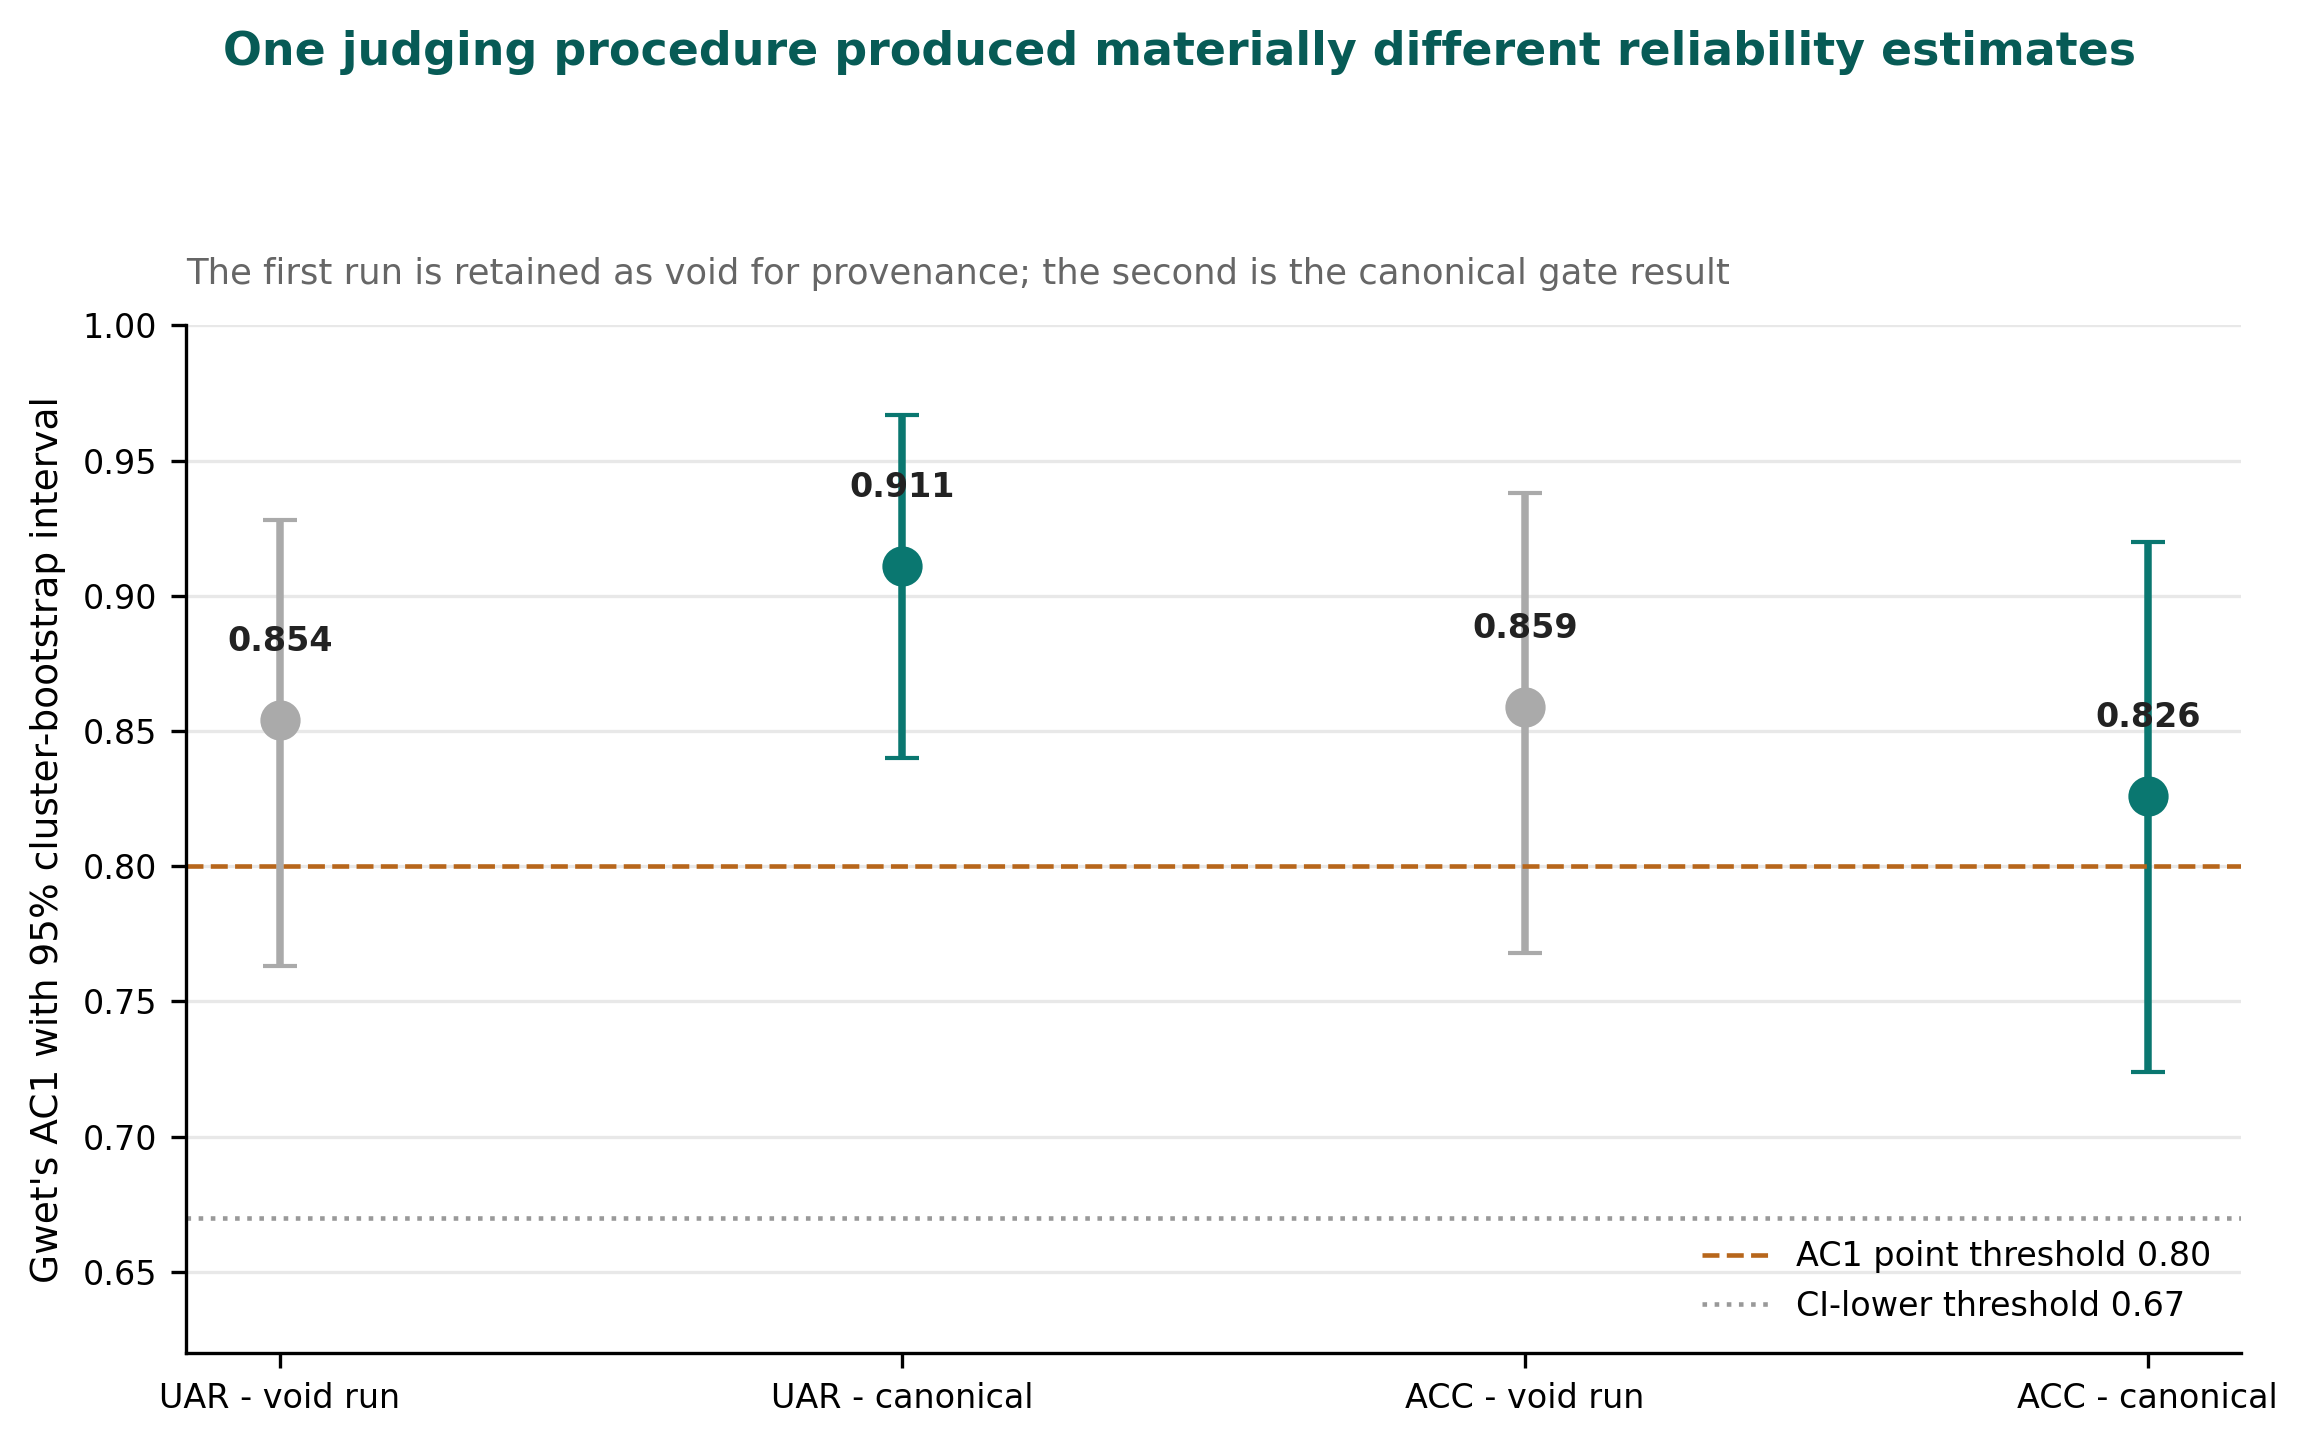 One judging procedure produced materially different reliability estimates
The first run is retained as void for provenance; the second is the canonical gate result
Gwet's AC1 with 95% cluster-bootstrap interval
1.00
0.95
0.90
0.85
0.80
0.75
0.70
0.65
0.854
0.911
0.859
0.826
AC1 point threshold 0.80
CI-lower threshold 0.67
UAR - void run
UAR - canonical
ACC - void run
ACC - canonical